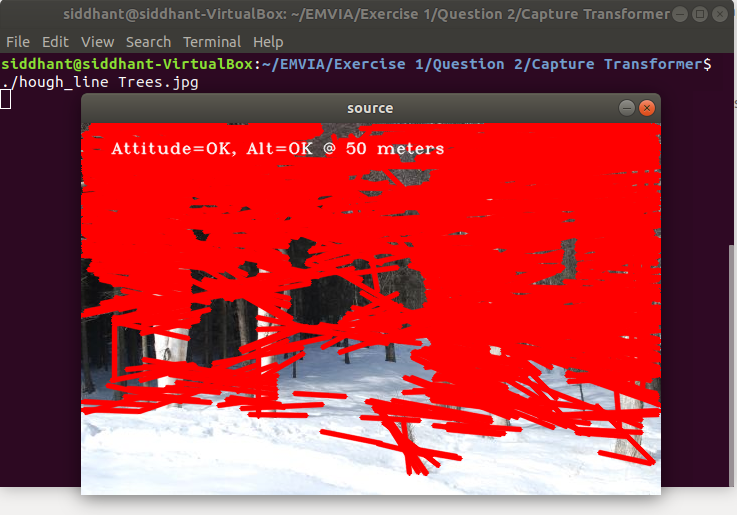 siddhant@siddhant-VirtualBox: ~/EMVIA/Exercise 1/Question 2/Capture Transformer
File Edit View Search Terminal Help
siddhant@siddhant-VirtualBox:~/EMVIA/Exercise 1/Question 2/Capture Transformer$
./hough_line Trees.jpg
source
Attitude=OK, Alt=OK @ 50 meters